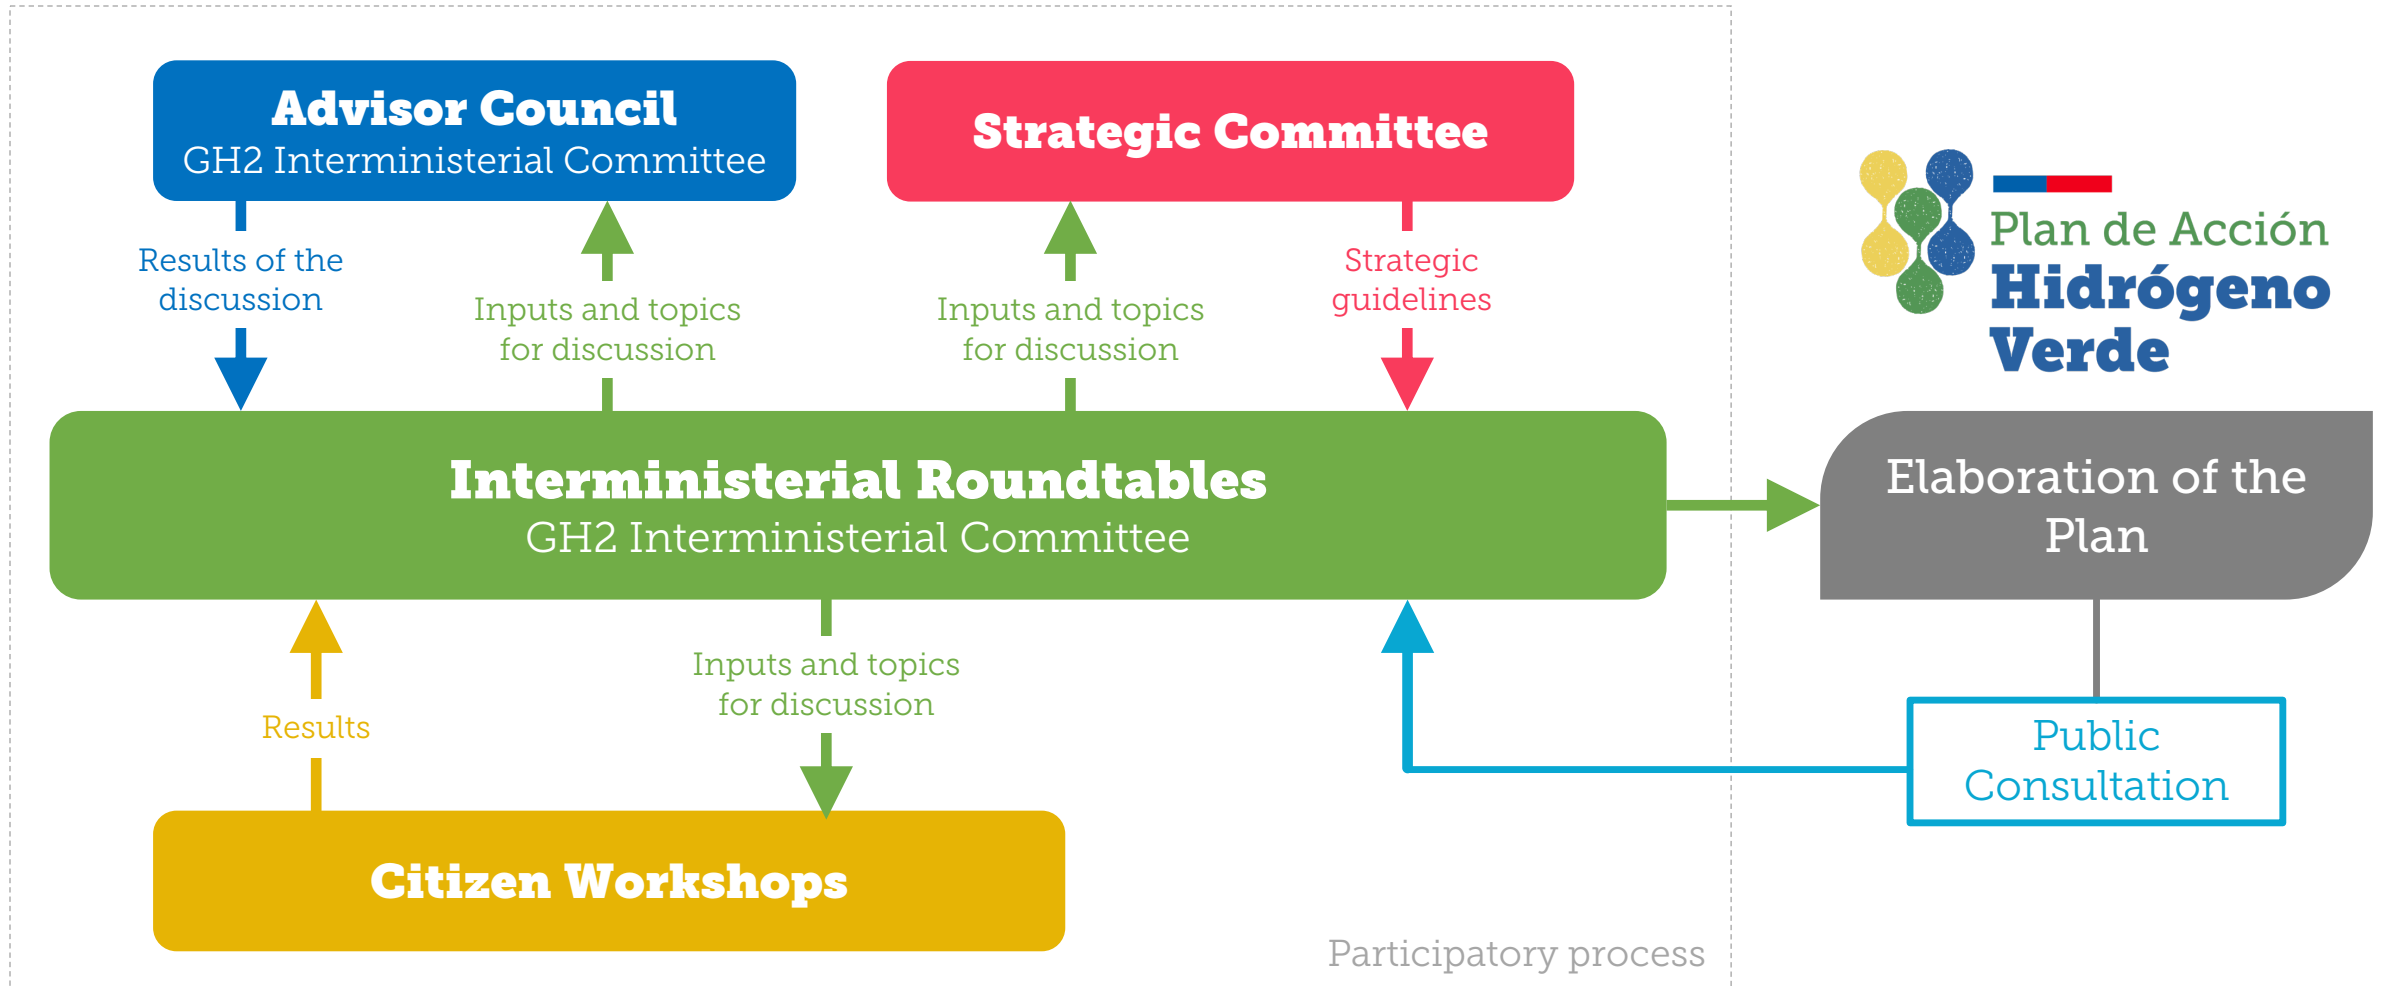 Advisor Council
GH2 Interministerial Committee
Strategic Committee
Results of the
discussion
Inputs and topics
for discussion
Inputs and topics
for discussion
Strategic
guidelines
Plan de Acción
Hidrógeno
Verde
Interministerial Roundtables
GH2 Interministerial Committee
Elaboration of the
Plan
Results
Inputs and topics
for discussion
Public
Consultation
Citizen Workshops
Participatory process